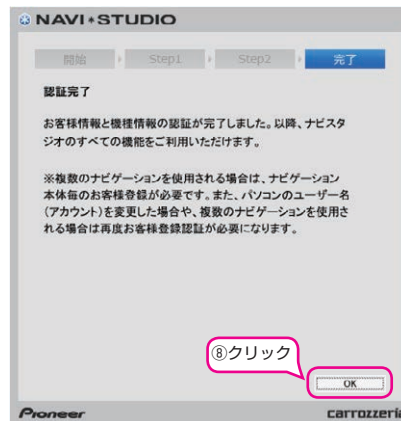 NAVI*STUDIO
開始 Step1 Step2 完了
認証完了
お客様情報と機種情報の認証が完了しました。以降、ナビスタ
ジオのすべての機能をご利用いただけます。
※複数のナビゲーションを使用される場合は、ナビゲーション
本体毎のお客様登録が必要です。また、パソコンのユーザー名
(アカウント)を変更した場合や、複数のナビゲーションを使用さ
れる場合は再度お客様登録認証が必要になります。
⑧クリック
OK
Pioneer carrozzeria